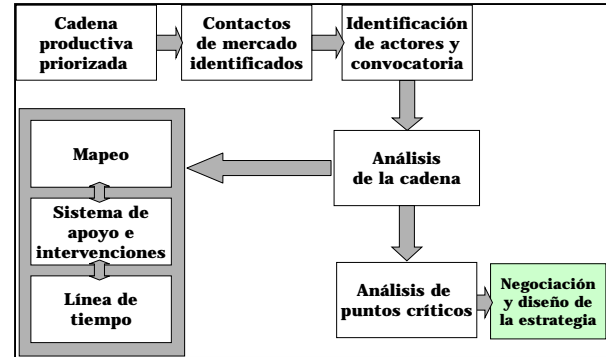 Cadena
productiva
priorizada
Contactos
de mercado
identificados
Identificación
de actores y
convocatoria
Mapeo
Sistema de
apoyo e
intervenciones
Línea de
tiempo
Análisis
de la cadena
Análisis de
puntos críticos
Negociación
y diseño de
la estrategia